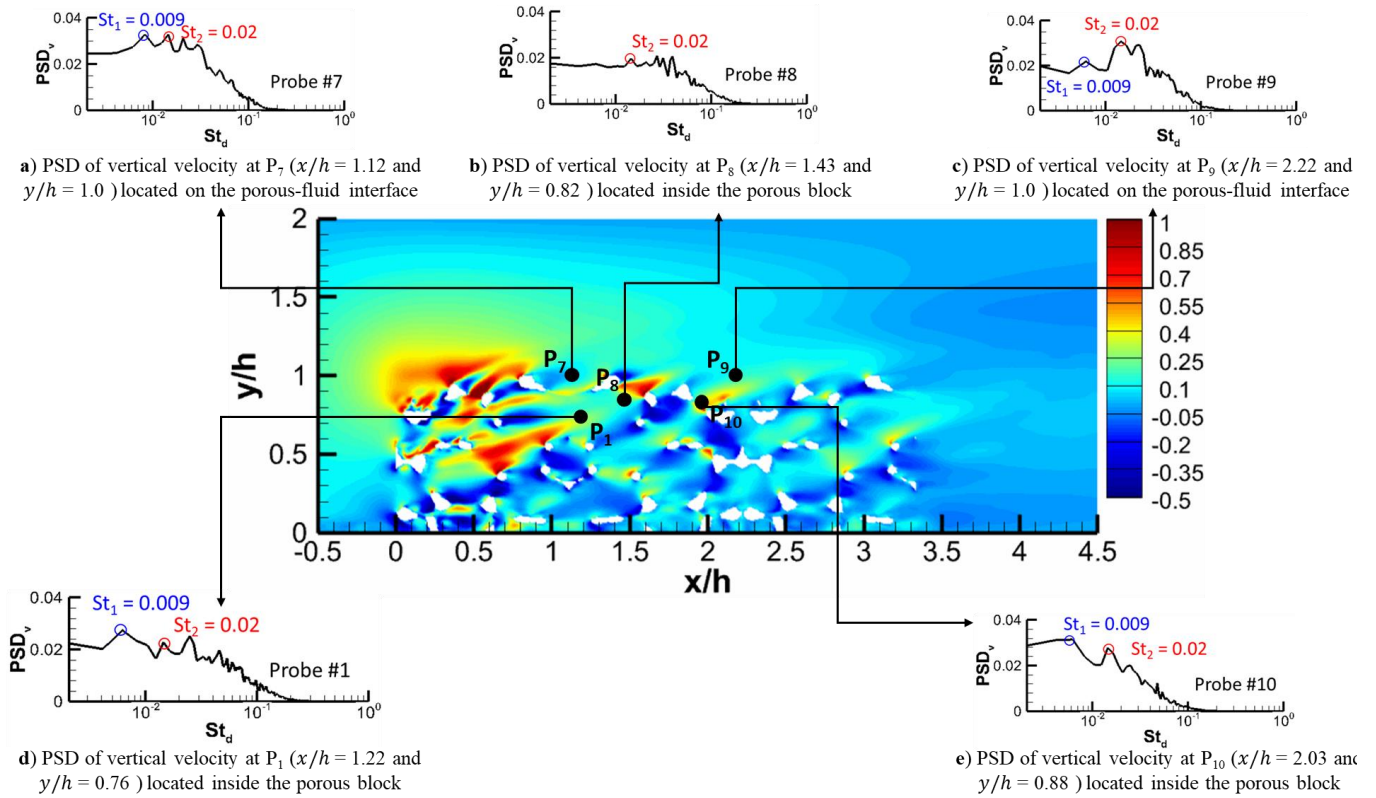 0.04
0.02
0
PSDv
St1 = 0.009
St2 = 0.02
Probe #7
10-2 10-1 100
Std
a) PSD of vertical velocity at P7 (x/h = 1.12 and
y/h = 1.0 ) located on the porous-fluid interface
0.04
0.02
0
PSDv
St2 = 0.02
Probe #8
10-2 10-1 100
Std
b) PSD of vertical velocity at P8 (x/h = 1.43 and
y/h = 0.82 ) located inside the porous block
0.04
0.02
0
PSDv
St2 = 0.02
St1 = 0.009
Probe #9
10-2 10-1 100
Std
c) PSD of vertical velocity at P9 (x/h = 2.22 and
y/h = 1.0 ) located on the porous-fluid interface
2
1.5
1
0.5
0
y/h
P7
P8
P9
P10
P1
-0.5 0 0.5 1 1.5 2 2.5 3 3.5 4 4.5
x/h
1
0.85
0.7
0.55
0.4
0.25
0.1
-0.05
-0.2
-0.35
-0.5
0.04
0.02
0
PSDv
St1 = 0.009
St2 = 0.02
Probe #1
10-2 10-1 100
Std
d) PSD of vertical velocity at P1 (x/h = 1.22 and
y/h = 0.76 ) located inside the porous block
0.04
0.02
0
PSDv
St1 = 0.009
St2 = 0.02
Probe #10
10-2 10-1 100
Std
e) PSD of vertical velocity at P10 (x/h = 2.03 and
y/h = 0.88 ) located inside the porous block